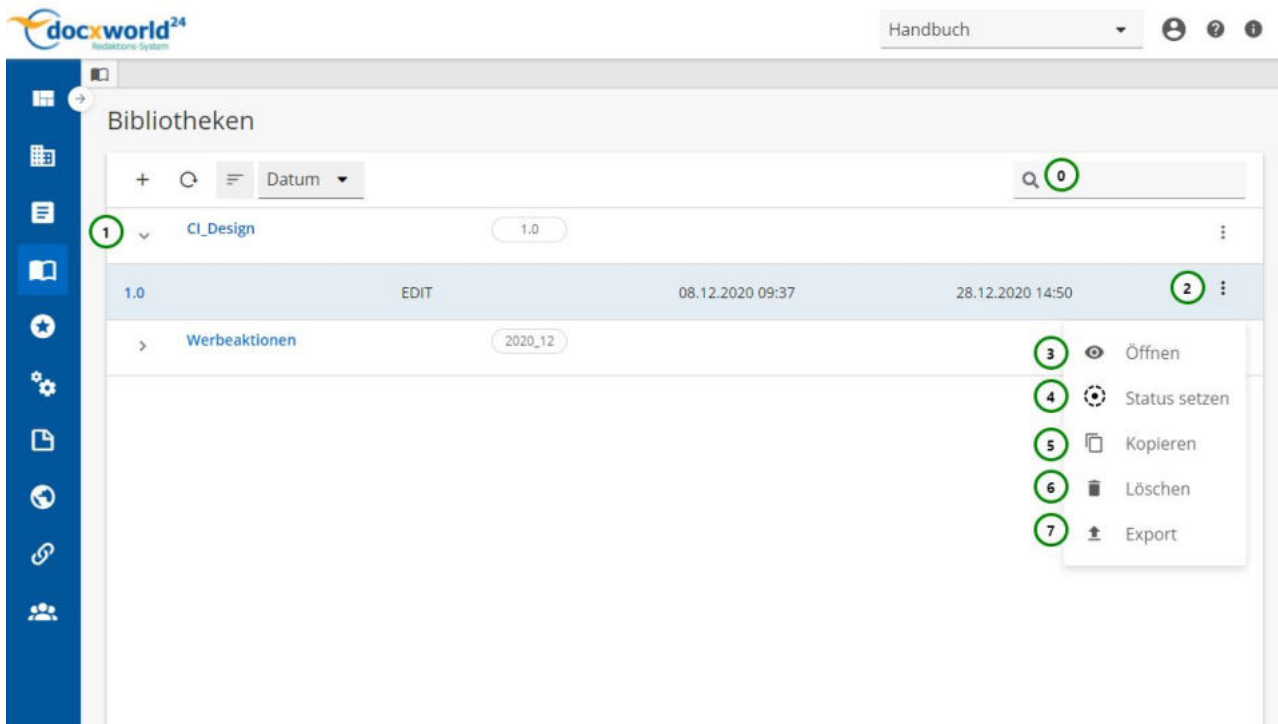 docxworld24
Redaktions-System
Handbuch
Bibliotheken
Datum
0
1
CI_Design
1.0
1.0
EDIT
08.12.2020 09:37
28.12.2020 14:50
2
Werbeaktionen
2020_12
3 Öffnen
4 Status setzen
5 Kopieren
6 Löschen
7 Export